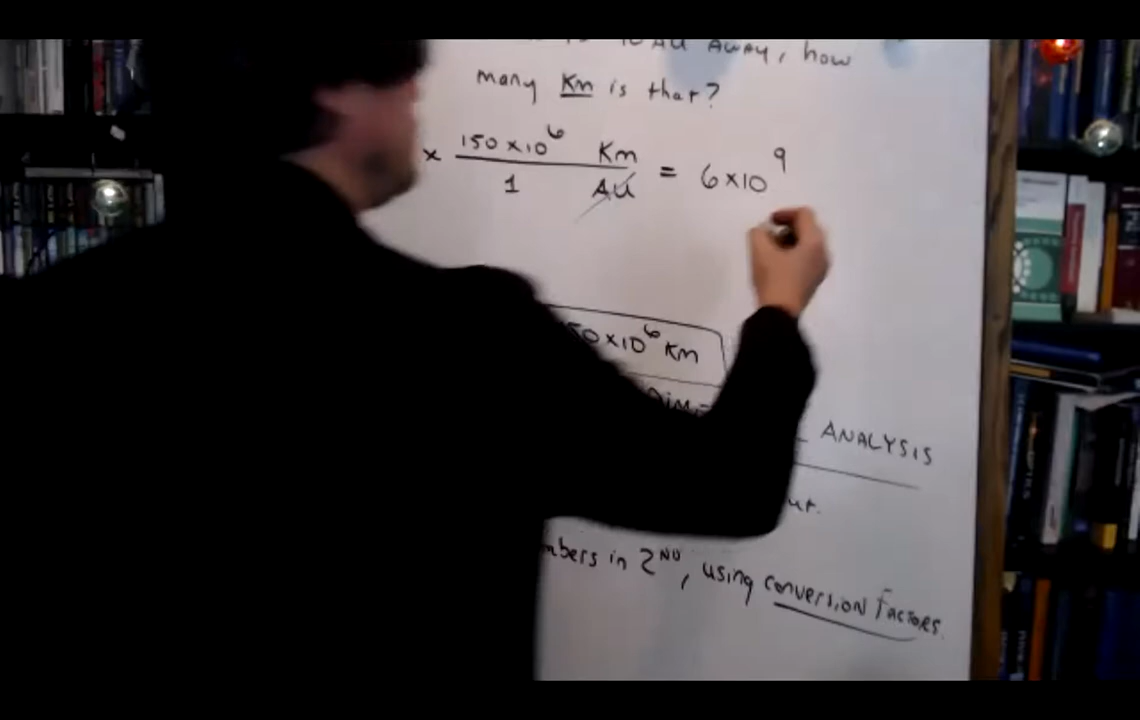 AU AWAY, how
many Km is that?
x 150 x 10⁶ Km / 1 AU = 6 x 10⁹
50 x 10⁶ Km
ANALYSIS
in 2ND, using conversion Factors.